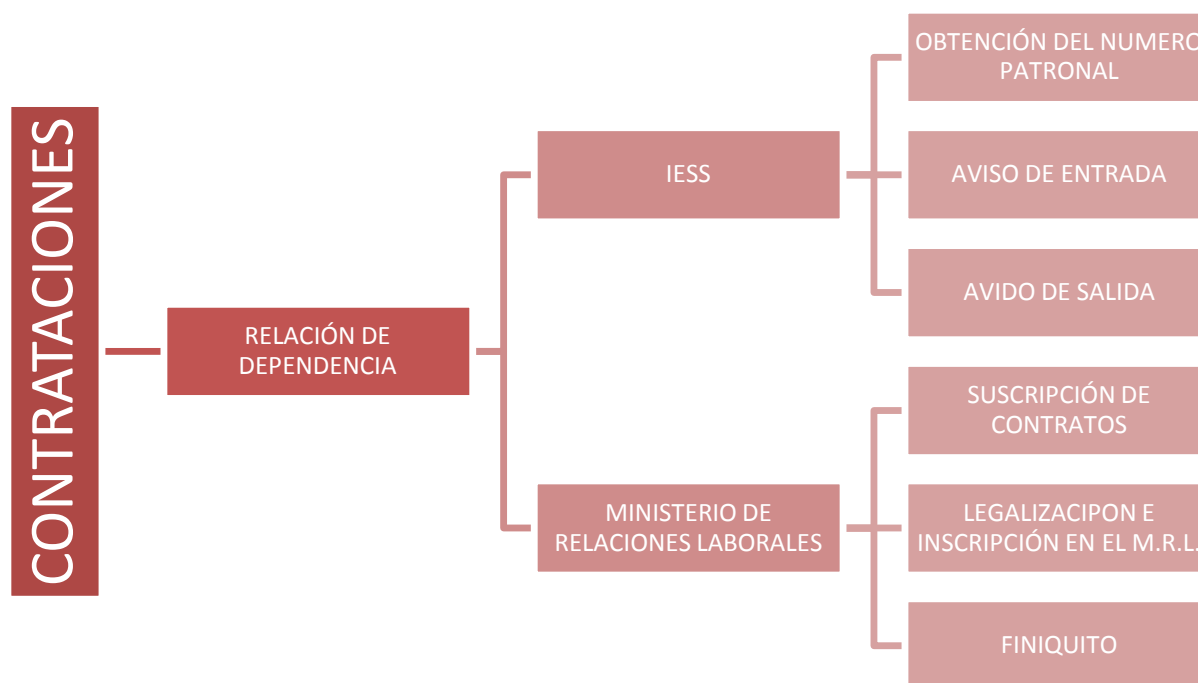 CONTRATACIONES
RELACIÓN DE
DEPENDENCIA
IESS
OBTENCIÓN DEL NUMERO
PATRONAL
AVISO DE ENTRADA
AVIDO DE SALIDA
MINISTERIO DE
RELACIONES LABORALES
SUSCRIPCIÓN DE
CONTRATOS
LEGALIZACIPON E
INSCRIPCIÓN EN EL M.R.L.
FINIQUITO